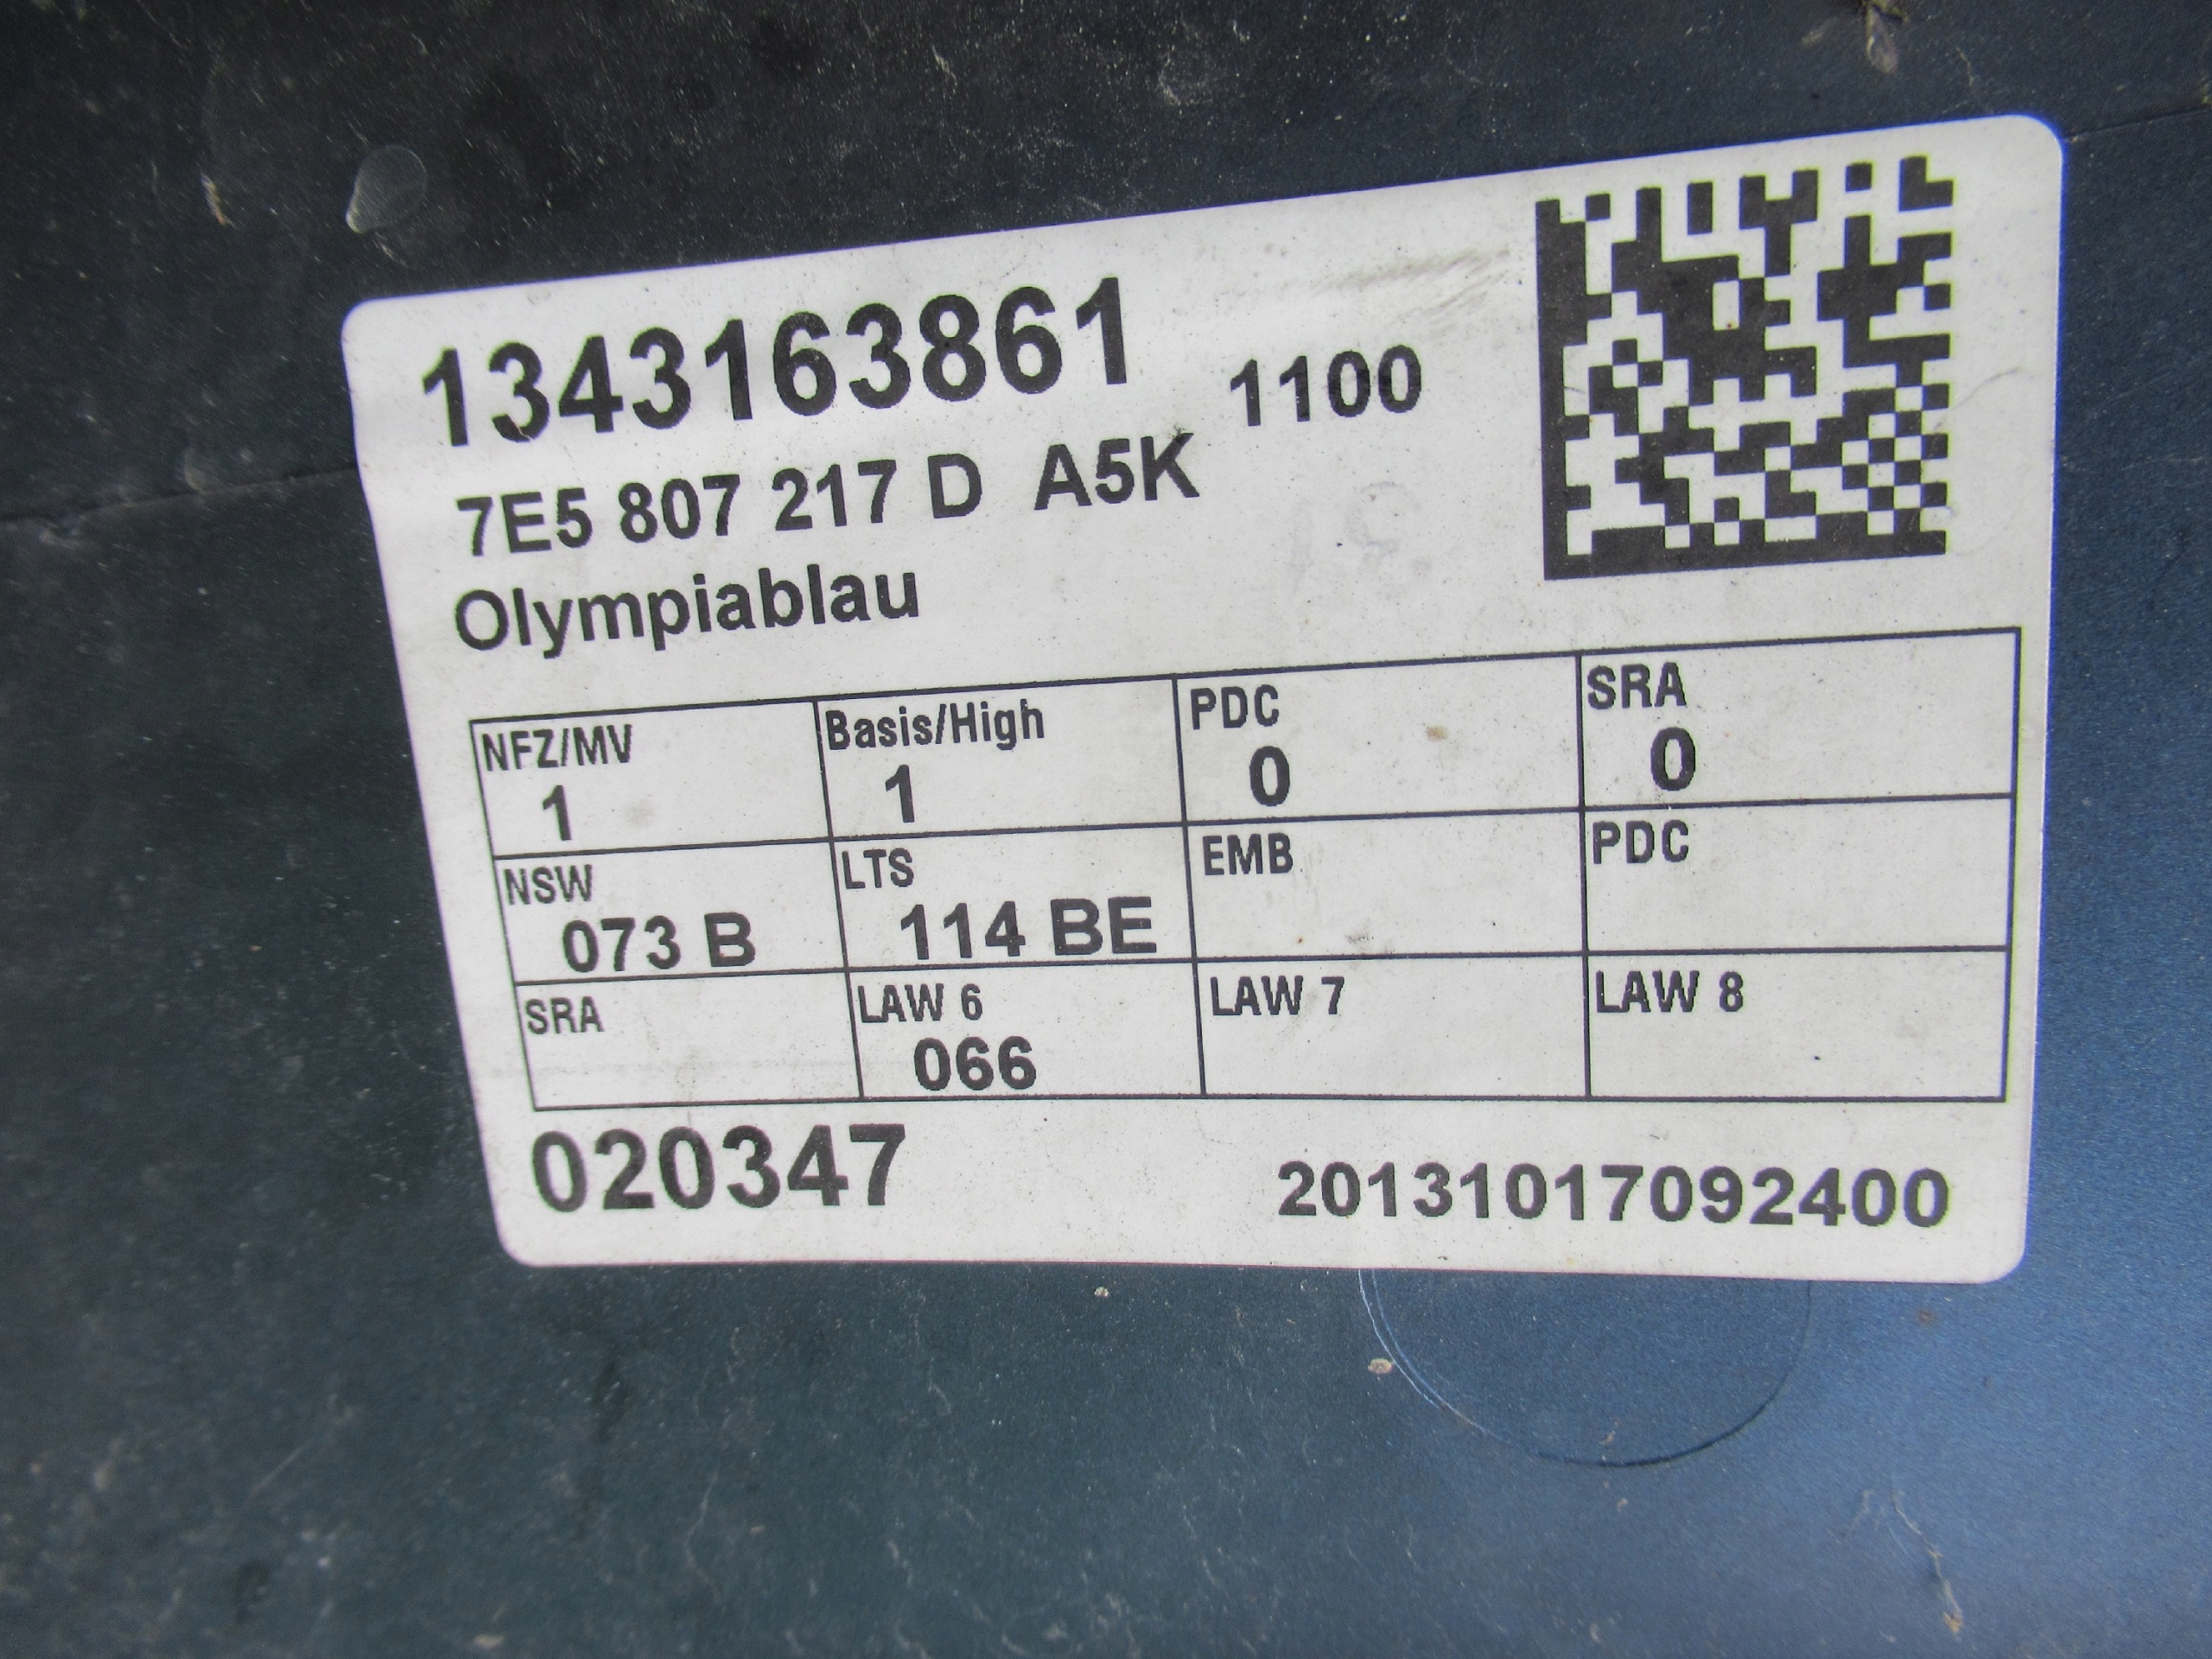 1343163861 1100
7E5 807 217 D A5K
Olympiablau
NFZ/MV Basis/High PDC SRA
1 1 0 0
NSW LTS EMB PDC
073 B 114 BE
SRA LAW 6 LAW 7 LAW 8
066
020347 20131017092400